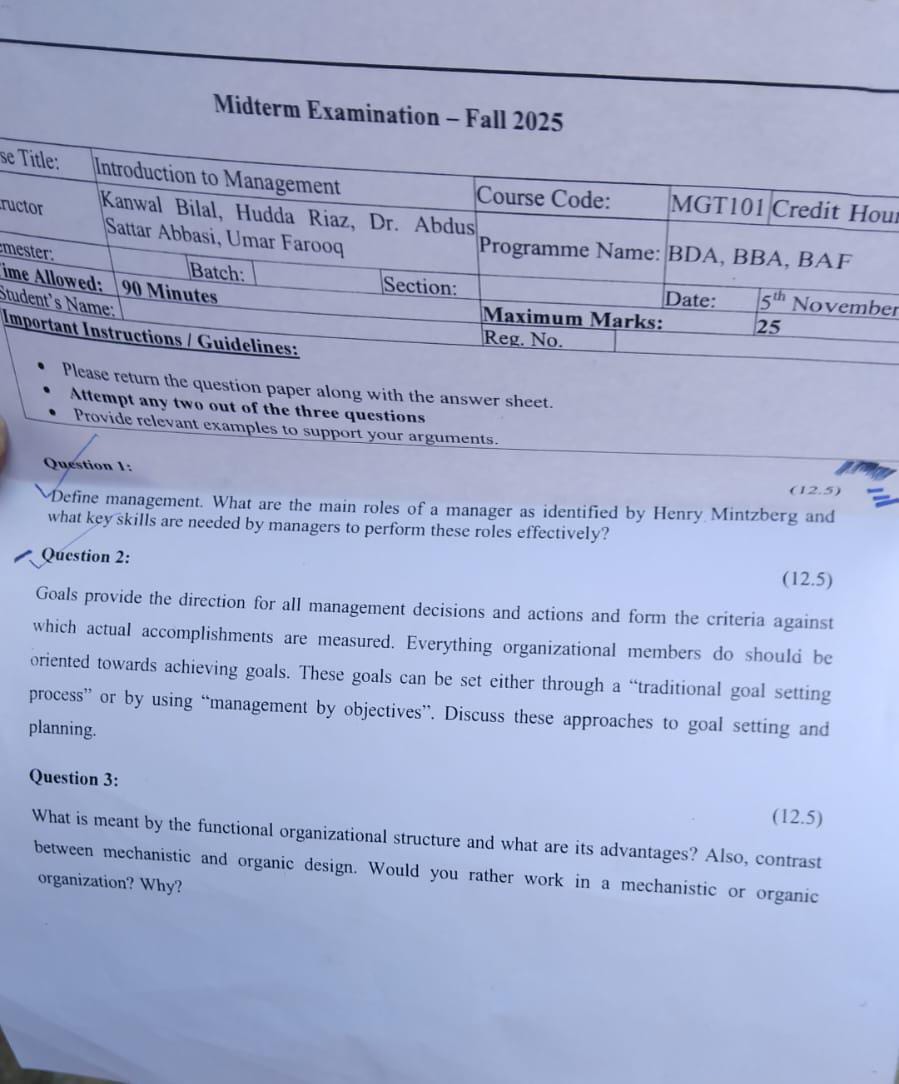 Midterm Examination – Fall 2025
se Title: Introduction to Management Course Code: MGT101 Credit Hour
ructor Kanwal Bilal, Hudda Riaz, Dr. Abdus Programme Name: BDA, BBA, BAF
Sattar Abbasi, Umar Farooq
emester: Batch: Section: Date: 5th November
ime Allowed: 90 Minutes Maximum Marks: 25
Student's Name: Reg. No.
Important Instructions / Guidelines:
• Please return the question paper along with the answer sheet.
• Attempt any two out of the three questions
• Provide relevant examples to support your arguments.
Question 1:
(12.5)
Define management. What are the main roles of a manager as identified by Henry Mintzberg and
what key skills are needed by managers to perform these roles effectively?
Question 2:
(12.5)
Goals provide the direction for all management decisions and actions and form the criteria against
which actual accomplishments are measured. Everything organizational members do should be
oriented towards achieving goals. These goals can be set either through a "traditional goal setting
process" or by using "management by objectives". Discuss these approaches to goal setting and
planning.
Question 3:
(12.5)
What is meant by the functional organizational structure and what are its advantages? Also, contrast
between mechanistic and organic design. Would you rather work in a mechanistic or organic
organization? Why?